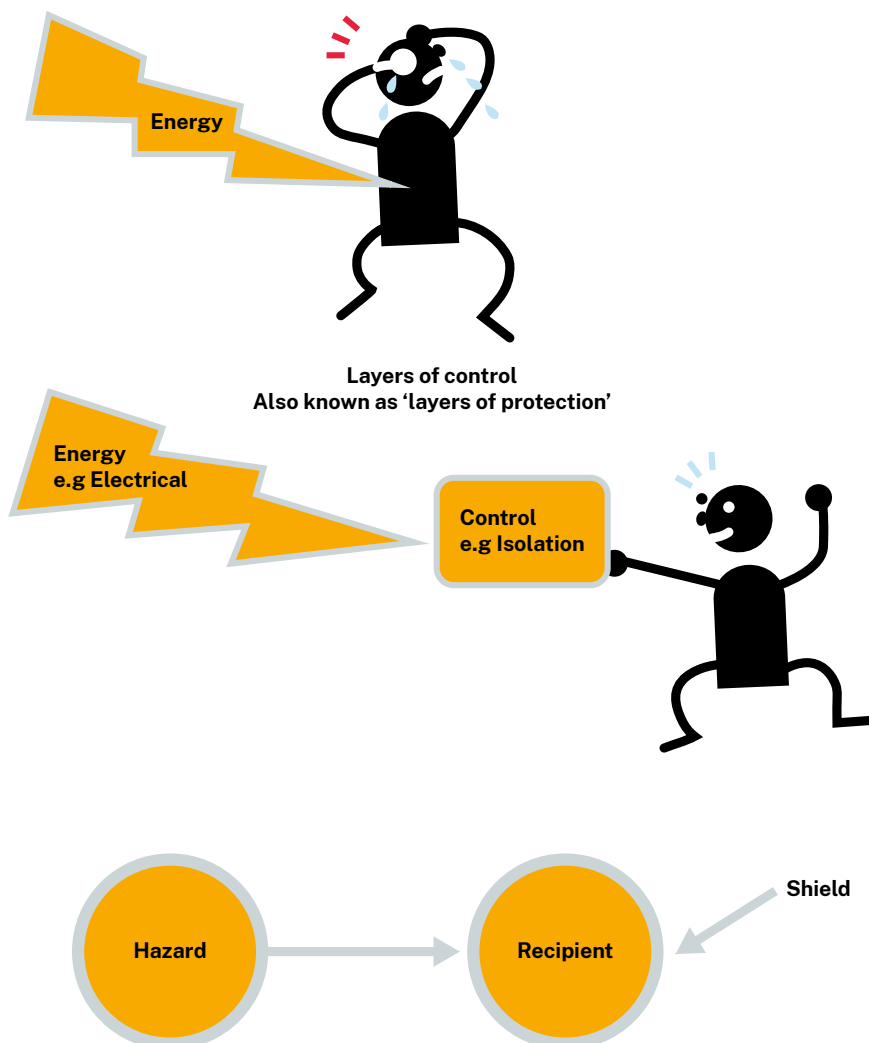 Energy
Layers of control
Also known as ‘layers of protection’
Energy
e.g Electrical
Control
e.g Isolation
Shield
Hazard
Recipient